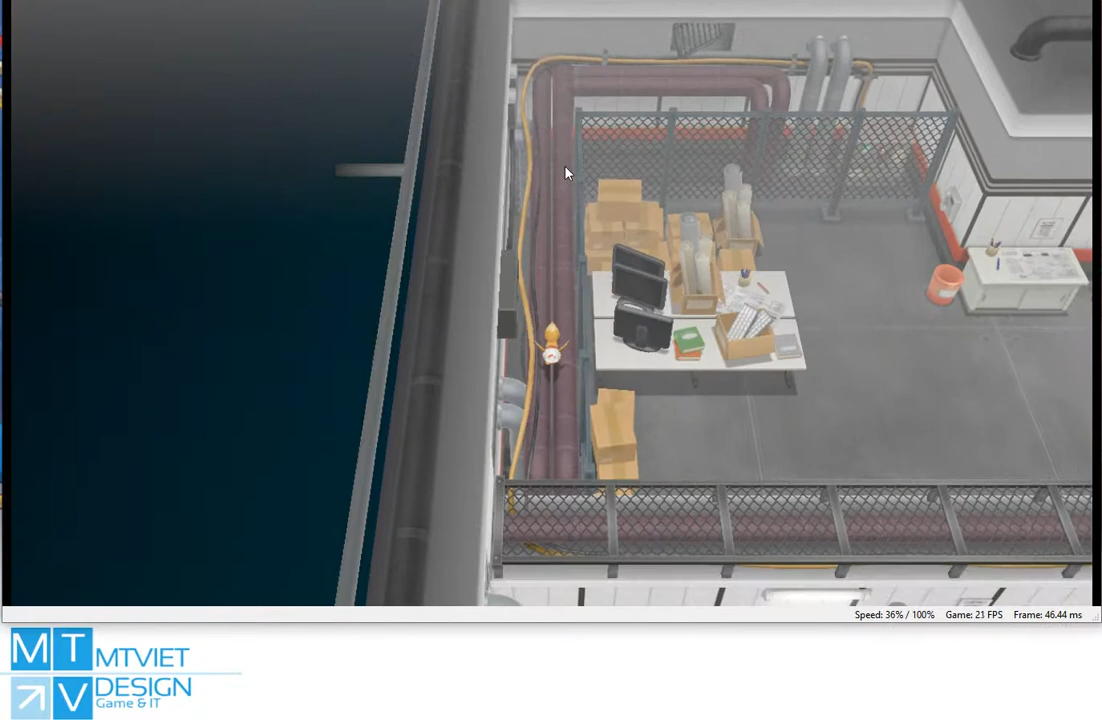 Speed: 36% / 100% Game: 21 FPS Frame: 46.44 ms
MT MTVIET
V DESIGN
Game & IT